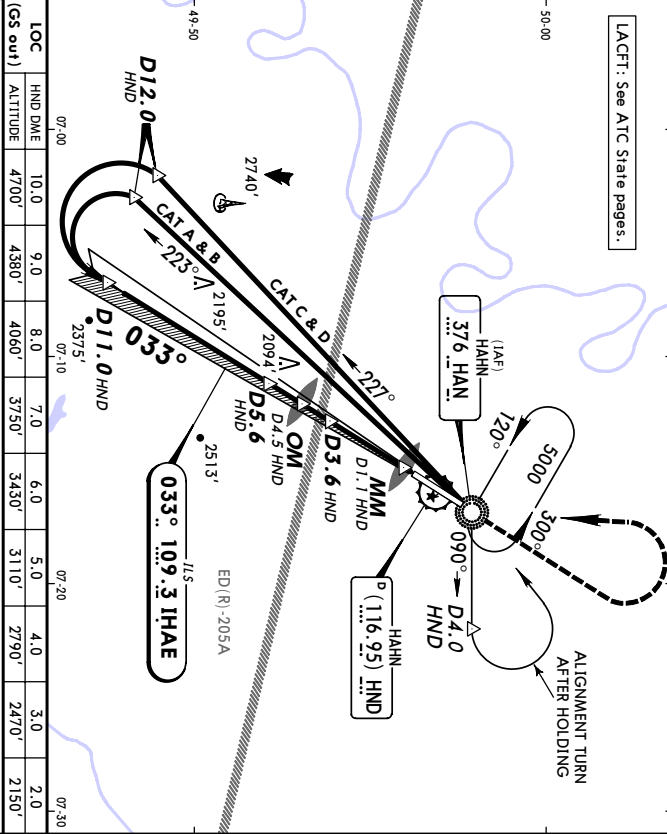 LACFT: See ATC State pages.
50-00
49-50
07-00
07-10
07-20
07-30
(IAF)
HAHN
376 HAN
120°
5000
300°
090°
D4.0
HND
ALIGNMENT TURN
AFTER HOLDING
HAHN
D (116.95) HND
MM
D1.1 HND
D3.6 HND
OM
D4.5 HND
D5.6
HND
227°
CAT C & D
CAT A & B
223°
2740'
2195'
2094'
D12.0
HND
D11.0 HND
2375'
033°
2513'
ILS
033° 109.3 IHAE
ED(R)-205A
LOC
(GS out)
HND DME 10.0 9.0 8.0 7.0 6.0 5.0 4.0 3.0 2.0
ALTITUDE 4700' 4380' 4060' 3750' 3430' 3110' 2790' 2470' 2150'